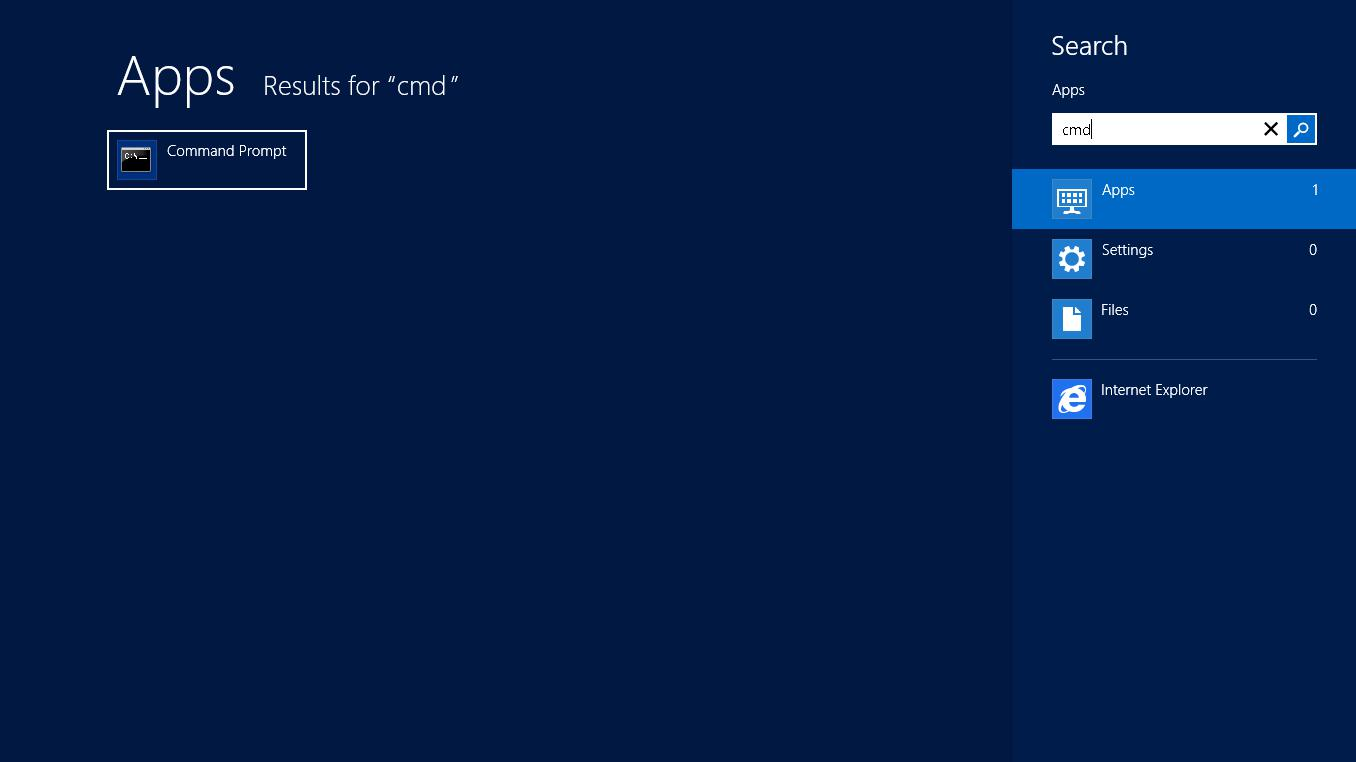 Apps Results for “cmd”
Command Prompt
C:\
Search
Apps
cmd
Apps 1
Settings 0
Files 0
Internet Explorer